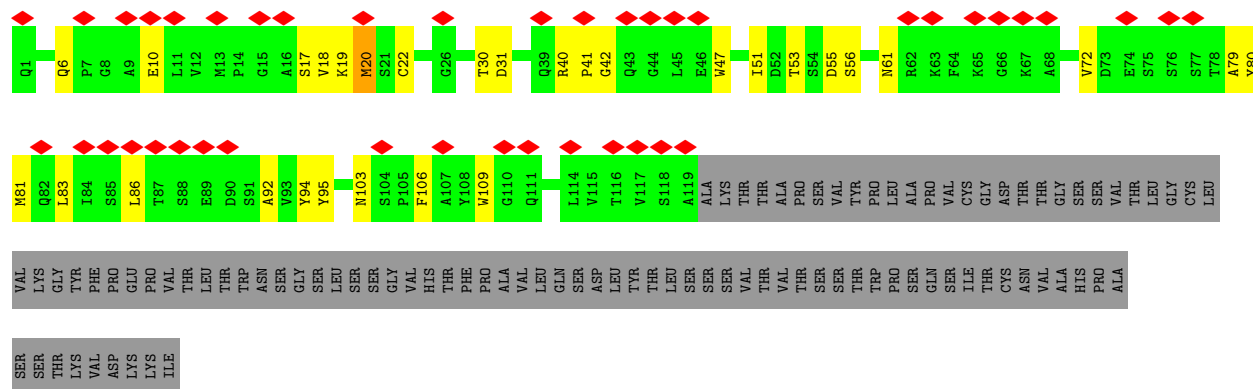 Q1 Q6 P7 G8 A9 E10 L11 V12 M13 P14 G15 A16 S17 V18 K19 M20 S21 C22 G26 T30 D31 Q39 R40 P41 G42 Q43 G44 L45 E46 W47 I51 D52 T53 S54 D55 S56 N61 R62 K63 F64 K65 G66 K67 A68 V72 D73 E74 S75 S76 S77 T78 A79 Y80
M81 Q82 L83 I84 S85 L86 T87 S88 E89 D90 S91 A92 V93 Y94 Y95 N103 S104 P105 F106 A107 Y108 W109 G110 Q111 L114 V115 T116 V117 S118 A119 ALA LYS THR THR ALA PRO SER VAL TYR PRO LEU ALA PRO VAL CYS GLY ASP THR THR GLY SER SER VAL THR LEU GLY CYS LEU
VAL LYS GLY TYR PHE PRO GLU PRO VAL THR LEU THR TRP ASN SER GLY SER LEU SER SER GLY VAL HIS THR PHE PRO ALA VAL LEU GLN SER ASP LEU TYR THR LEU SER SER SER VAL THR VAL THR SER SER THR TRP PRO SER GLN SER ILE THR CYS ASN VAL ALA HIS PRO ALA
SER SER THR LYS VAL ASP LYS LYS ILE